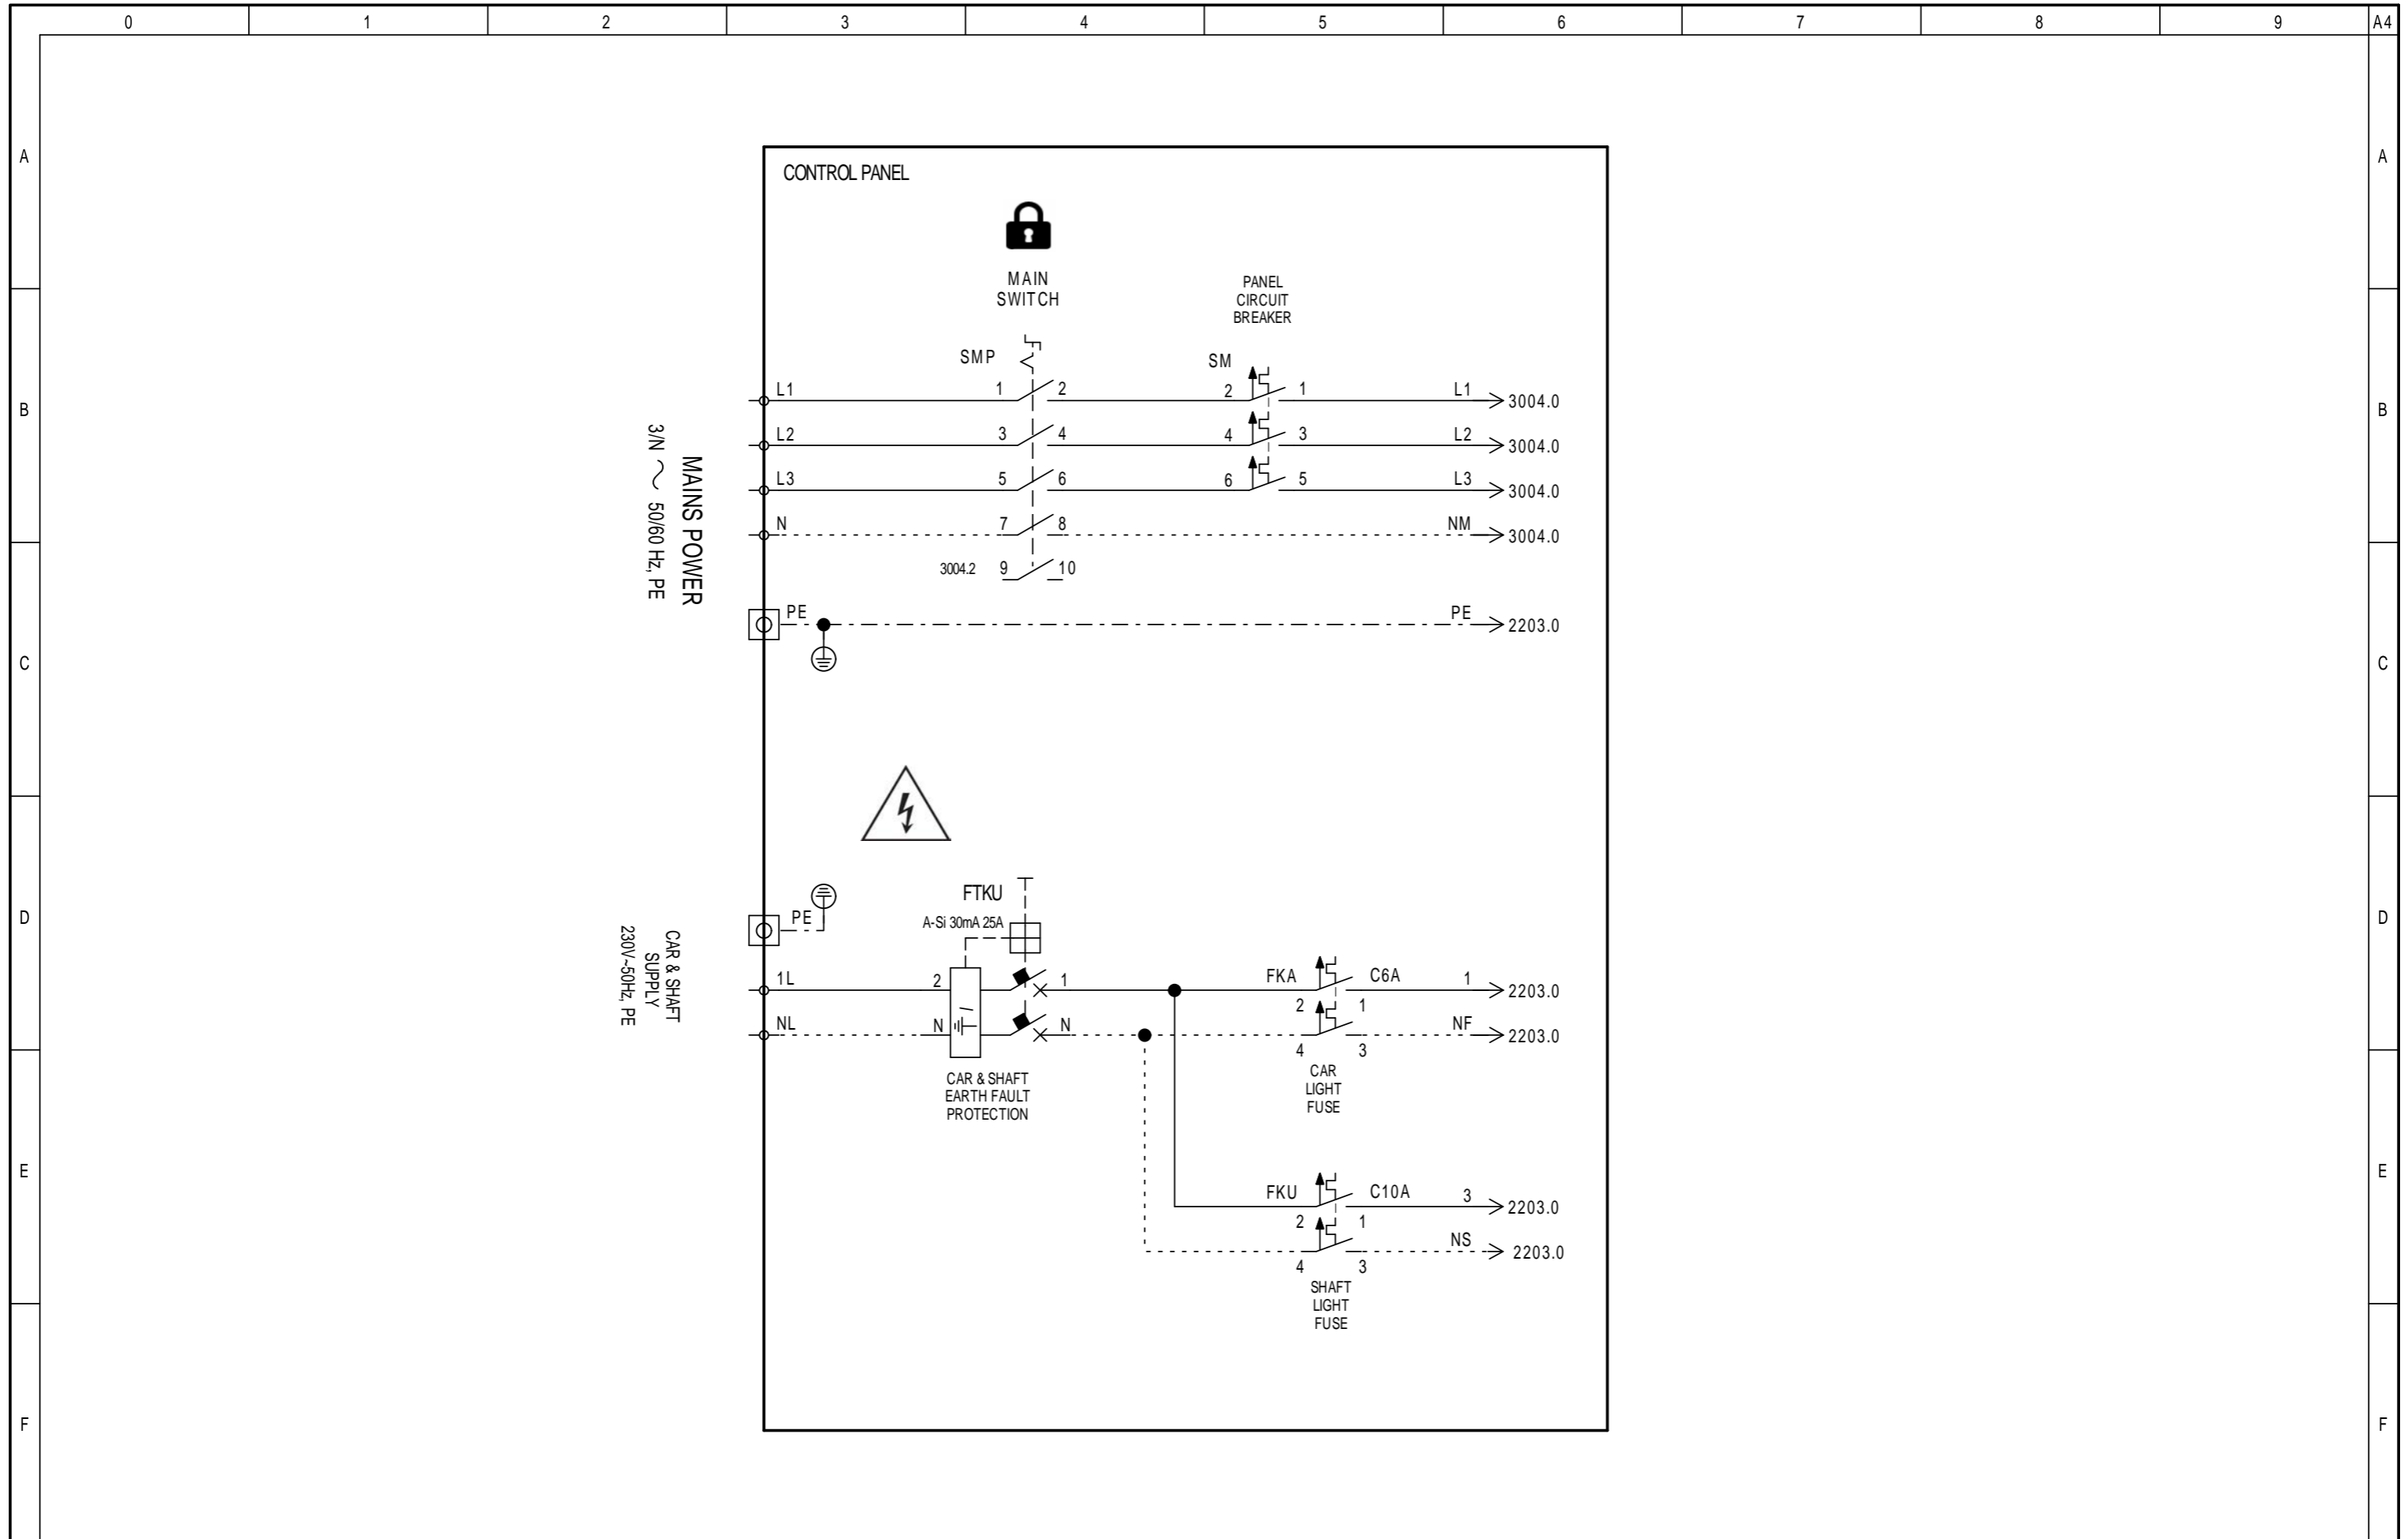 0 1 2 3 4 5 6 7 8 9 A4
A A
CONTROL PANEL
MAIN
SWITCH
PANEL
CIRCUIT
BREAKER
SMP SM
L1 1 2 2 1 L1 3004.0
B B
L2 3 4 4 3 L2 3004.0
L3 5 6 6 5 L3 3004.0
N 7 8 NM 3004.0
3004.2 9 10
MAINS POWER
3/N ~ 50/60 Hz, PE
PE PE 2203.0
C C
FTKU
D D
PE A-Si 30mA 25A
CAR & SHAFT
SUPPLY
230V~50Hz, PE
1L 2 1 FKA C6A 1 2203.0
2 1
NL N N NF 2203.0
4 3
CAR & SHAFT
EARTH FAULT
PROTECTION
CAR
LIGHT
FUSE
E E
FKU C10A 3 2203.0
2 1
NS 2203.0
4 3
SHAFT
LIGHT
FUSE
F F